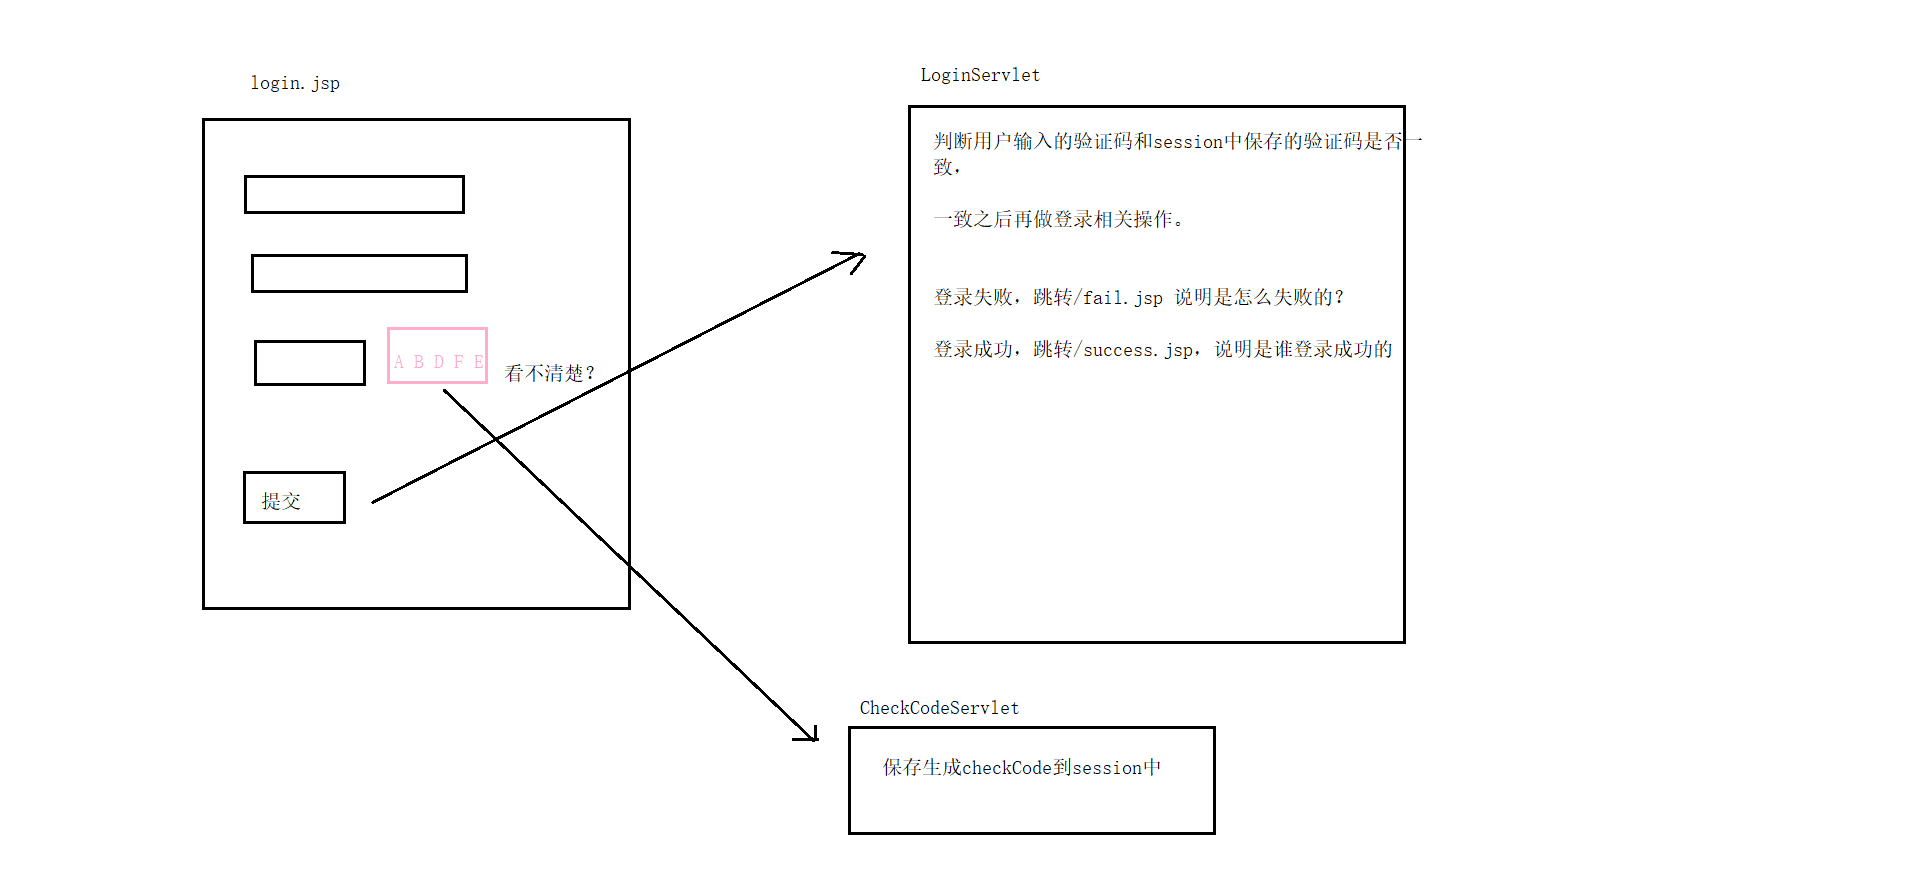 login.jsp
A B D F E
看不清楚？
提交
LoginServlet
判断用户输入的验证码和session中保存的验证码是否一
致，
一致之后再做登录相关操作。
登录失败，跳转/fail.jsp 说明是怎么失败的？
登录成功，跳转/success.jsp，说明是谁登录成功的
CheckCodeServlet
保存生成checkCode到session中